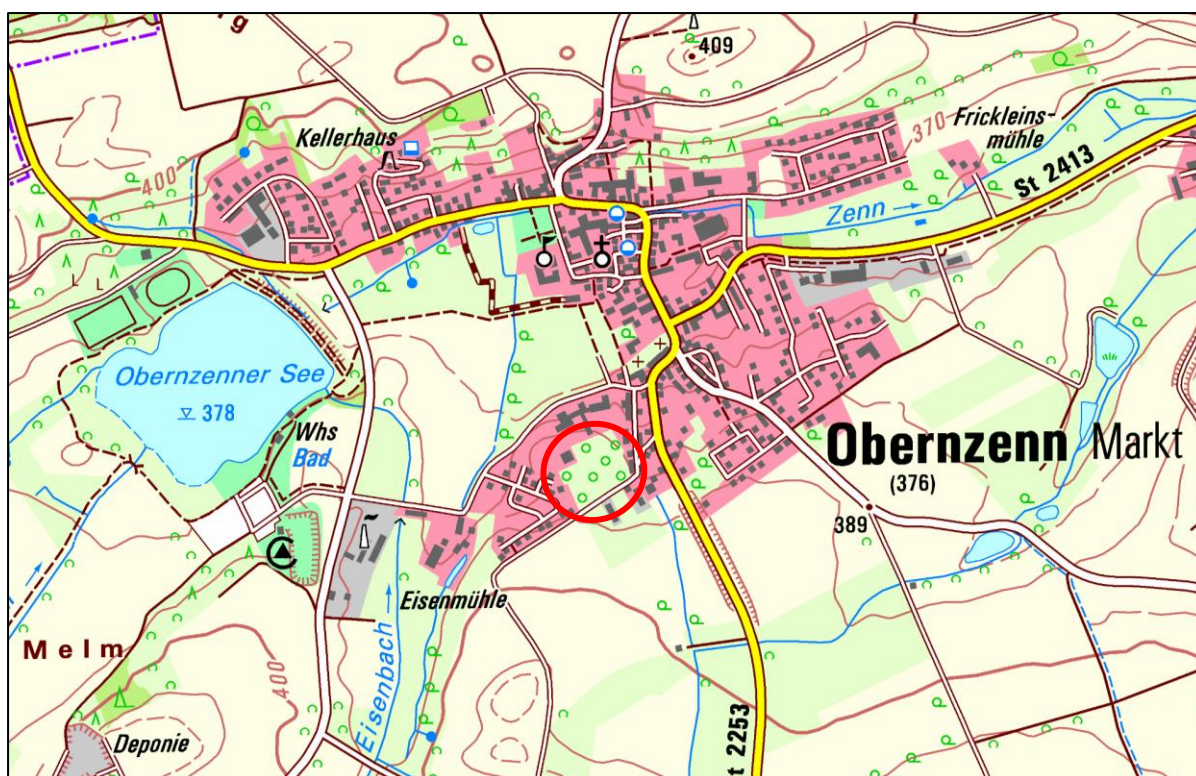 g
409
Kellerhaus
400
370
Frickleins-
mühle
St 2413
Zenn
Obernzenner See
378
Whs
Bad
Obernzenn Markt
(376)
389
Eisenmühle
Melm
400
Eisenbach
St 2253
Deponie